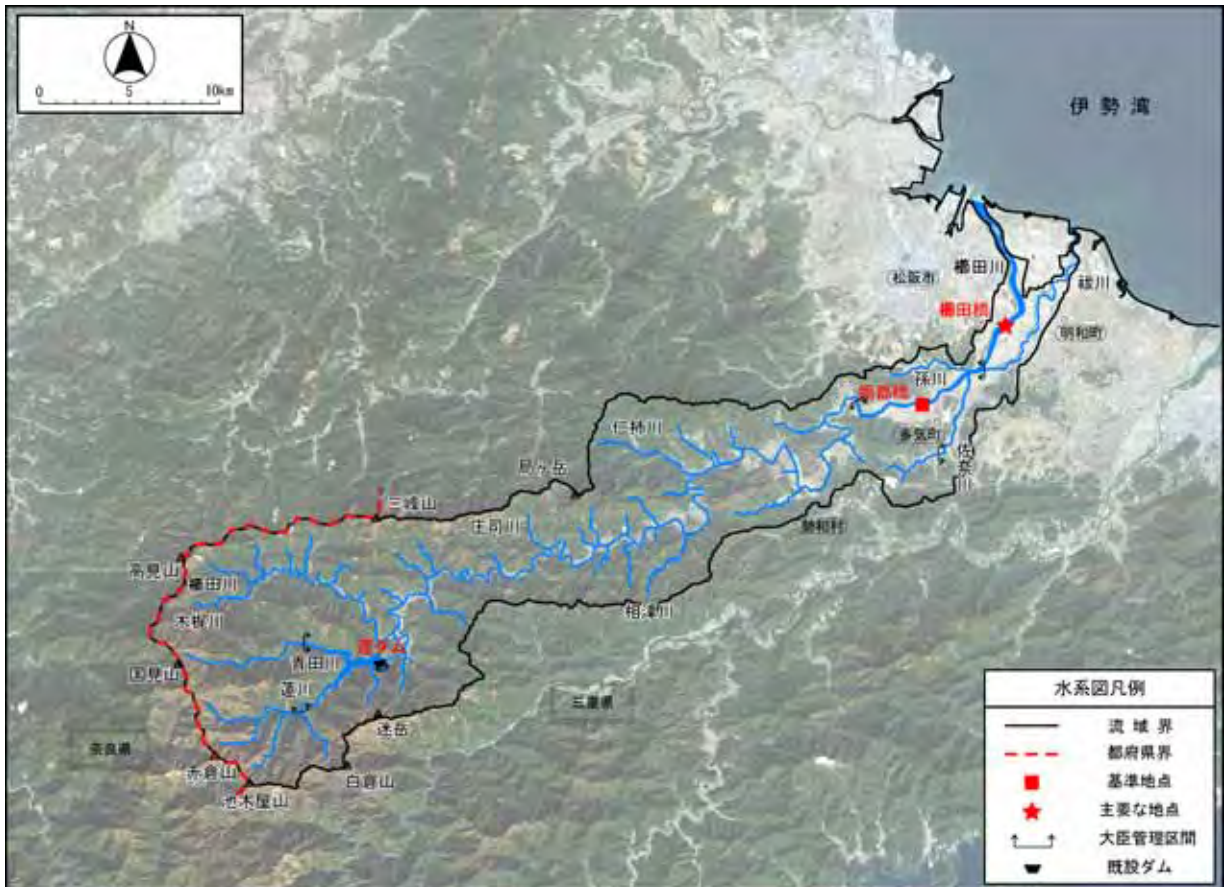 N
0
5
10km
伊勢湾
櫛田川
松阪市
祓川
櫛田橋
明和町
孫川
両郡橋
多気町
仁柿川
佐奈川
局ヶ岳
三峰山
庄司川
勢和村
高見山
櫛田川
木梶川
相津川
蓮ダム
青田川
国見山
蓮川
三重県
迷岳
奈良県
赤倉山
白倉山
池木屋山
水系図凡例
流域界
都府県界
基準地点
主要な地点
大臣管理区間
既設ダム